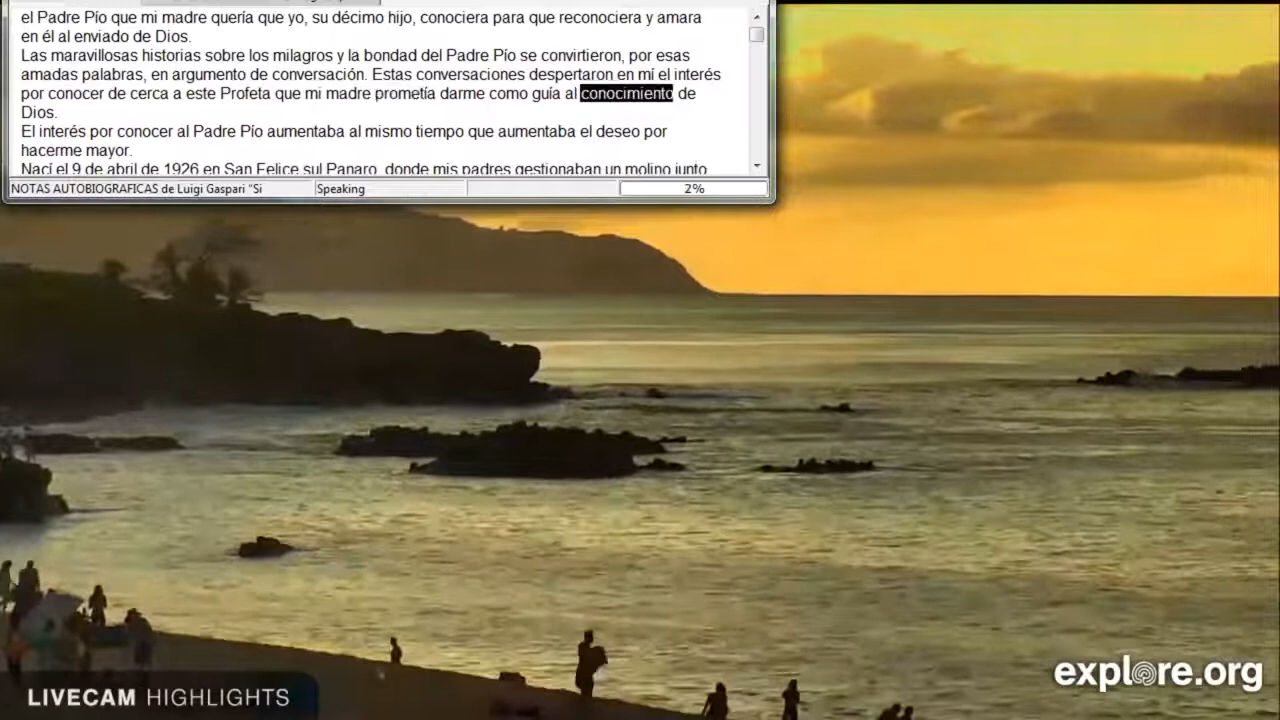 el Padre Pío que mi madre quería que yo, su décimo hijo, conociera para que reconociera y amara
en él al enviado de Dios.
Las maravillosas historias sobre los milagros y la bondad del Padre Pío se convirtieron, por esas
amadas palabras, en argumento de conversación. Estas conversaciones despertaron en mí el interés
por conocer de cerca a este Profeta que mi madre prometía darme como guía al conocimiento de
Dios.
El interés por conocer al Padre Pío aumentaba al mismo tiempo que aumentaba el deseo por
hacerme mayor.
Nací el 9 de abril de 1926 en San Felice sul Panaro, donde mis padres gestionaban un molino junto
NOTAS AUTOBIOGRAFICAS de Luigi Gaspari "Si
Speaking
2%
explore.org
LIVECAM HIGHLIGHTS